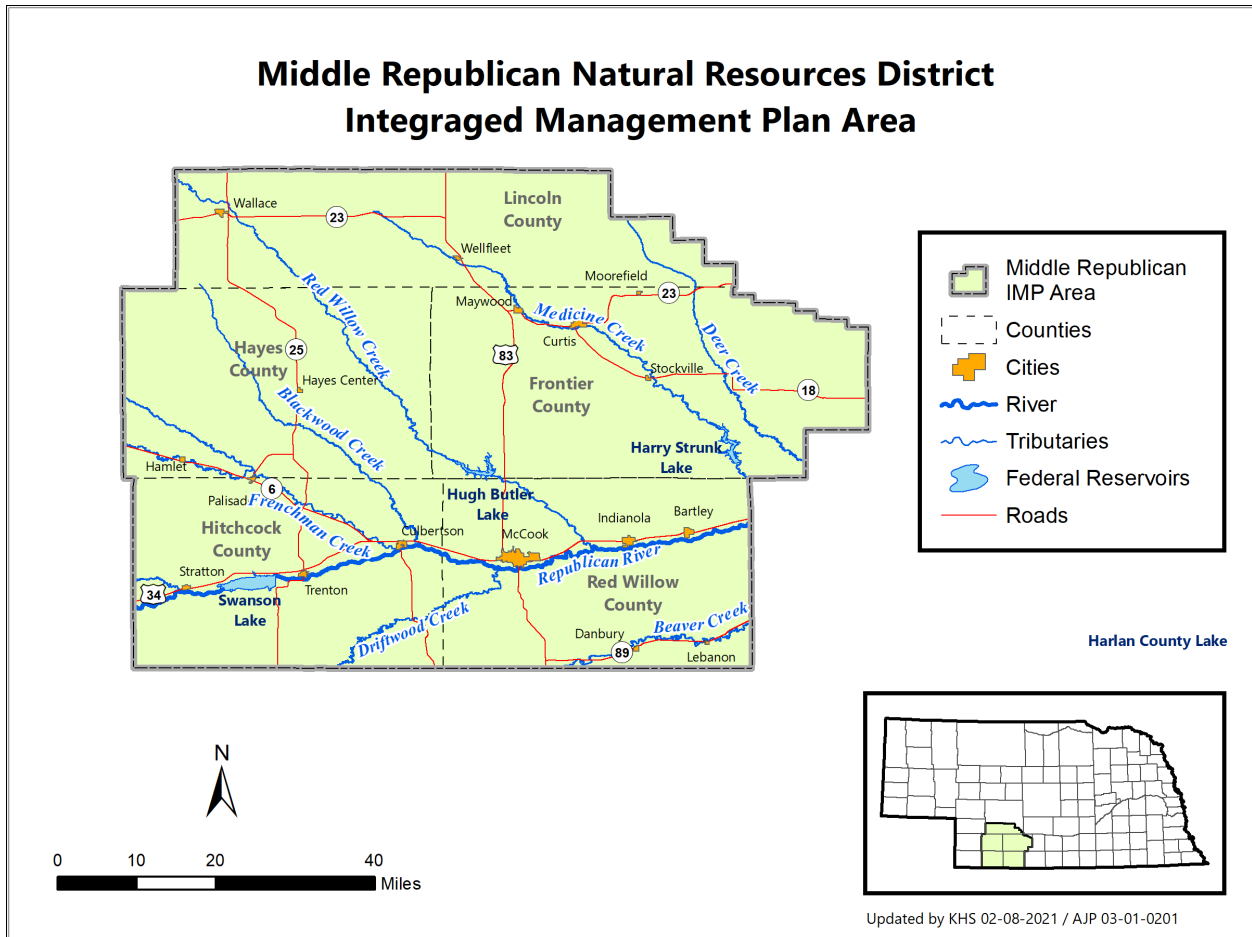 Middle Republican Natural Resources District
Integraged Management Plan Area
Lincoln
County
Wallace
23
Wellfleet
Moorefield
23
Red Willow Creek
Maywood
Medicine Creek
Curtis
Deer Creek
Hayes
County
25
83
Stockville
Hayes Center
Frontier
County
18
Blackwood Creek
Harry Strunk
Lake
Hamlet
6
Palisad
Hugh Butler
Lake
Frenchman Creek
Hitchcock
County
Culbertson
McCook
Indianola
Bartley
Republican River
Stratton
34
Swanson
Lake
Trenton
Red Willow
County
Driftwood Creek
Danbury
Beaver Creek
89
Lebanon
Middle Republican
IMP Area
Counties
Cities
River
Tributaries
Federal Reservoirs
Roads
Harlan County Lake
N
0 10 20 40
Miles
Updated by KHS 02-08-2021 / AJP 03-01-0201